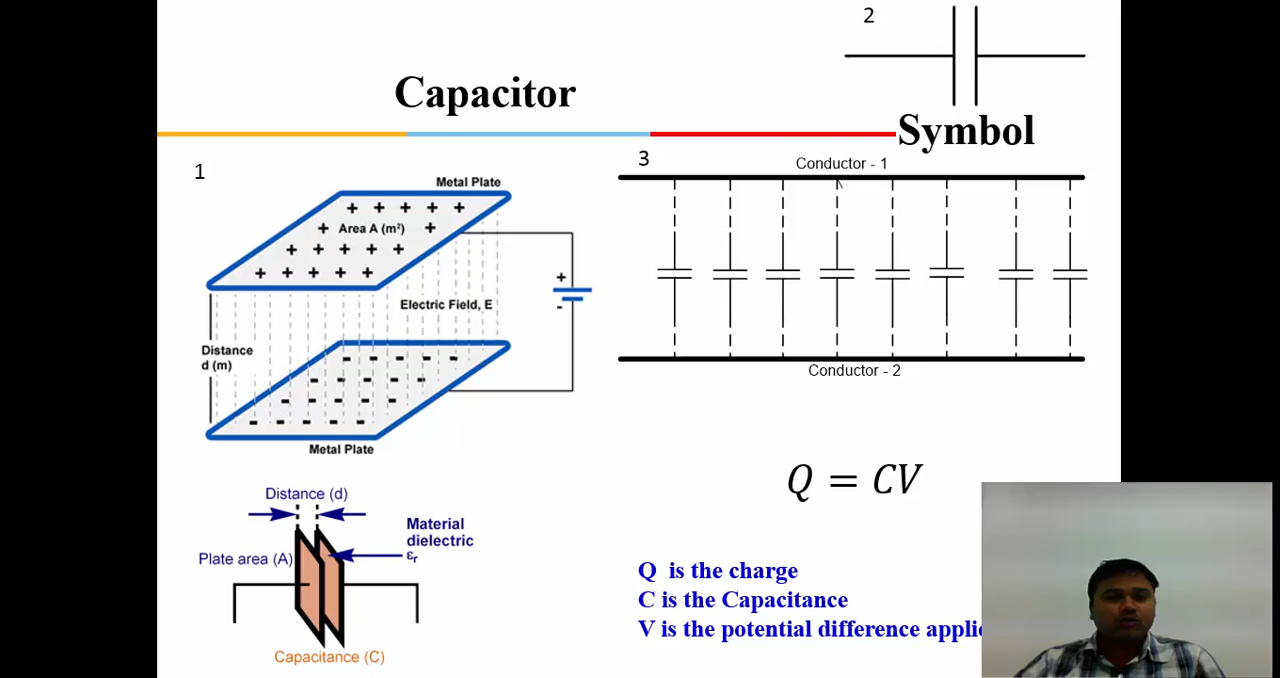 2
Capacitor
Symbol
1
Metal Plate
+ + + + +
+ Area A (m²) +
+ + + + +
+ + + + +
Electric Field, E
+
-
Distance
d (m)
- - - - -
- - - - -
- - - - -
- - - - -
Metal Plate
3
Conductor - 1
Conductor - 2
Distance (d)
Material
dielectric
εr
Plate area (A)
Capacitance (C)
Q = CV
Q is the charge
C is the Capacitance
V is the potential difference applie